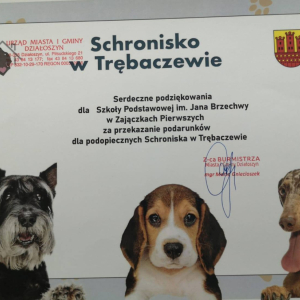 URZĄD MIASTA I GMINY
DZIAŁOSZYN
Schronisko
w Trębaczewie
Serdeczne podziękowania
dla Szkoły Podstawowej im. Jana Brzechwy
w Zajączkach Pierwszych
za przekazanie podarunków
dla podopiecznych Schroniska w Trębaczewie
Z-ca BURMISTRZA